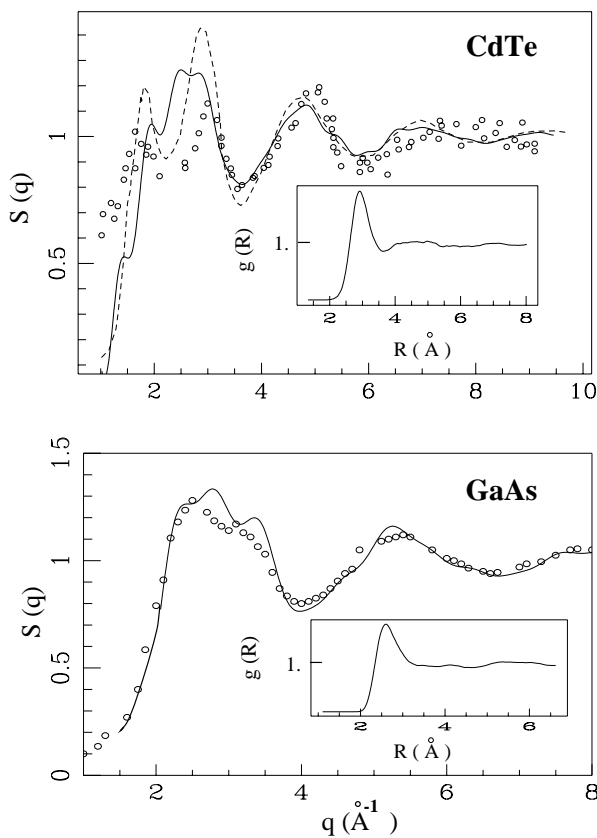 CdTe
S (q)
1
0.5
g (R)
1.
2 4 6 8
R ( Å )
2 4 6 8 10
GaAs
S (q)
1.5
1
0.5
0
g (R)
1.
2 4 6
R ( Å )
2 4 6 8
q (Å⁻¹)